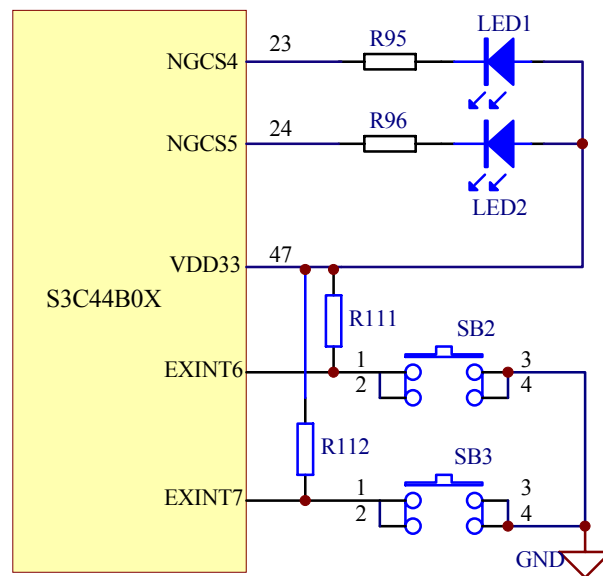 LED1
23
R95
NGCS4
24
R96
NGCS5
LED2
47
VDD33
S3C44B0X
R111
SB2
1
3
EXINT6
2
4
R112
SB3
1
3
EXINT7
2
4
GND